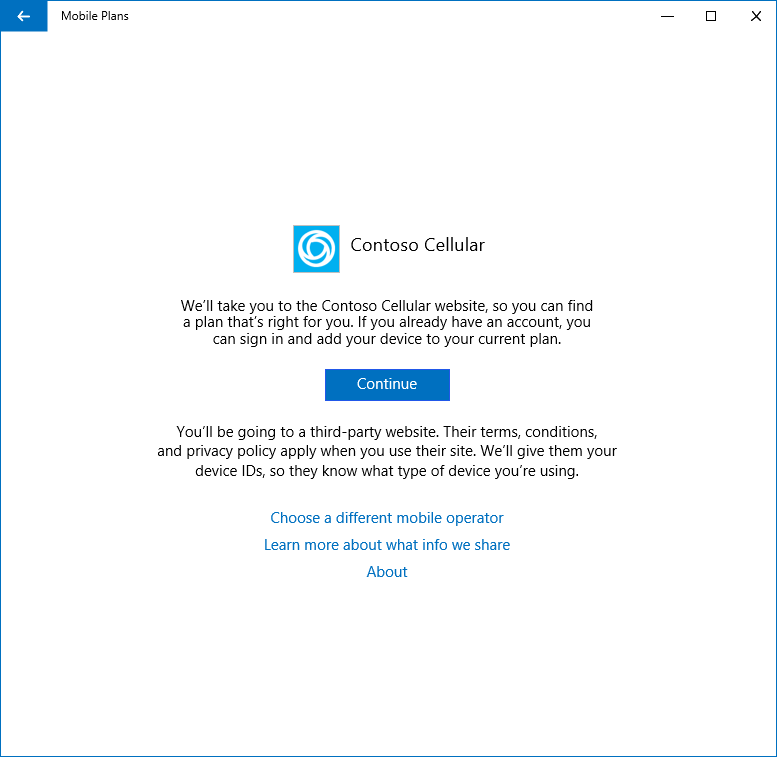 Mobile Plans
Contoso Cellular
We’ll take you to the Contoso Cellular website, so you can find
a plan that’s right for you. If you already have an account, you
can sign in and add your device to your current plan.
Continue
You’ll be going to a third-party website. Their terms, conditions,
and privacy policy apply when you use their site. We’ll give them your
device IDs, so they know what type of device you’re using.
Choose a different mobile operator
Learn more about what info we share
About